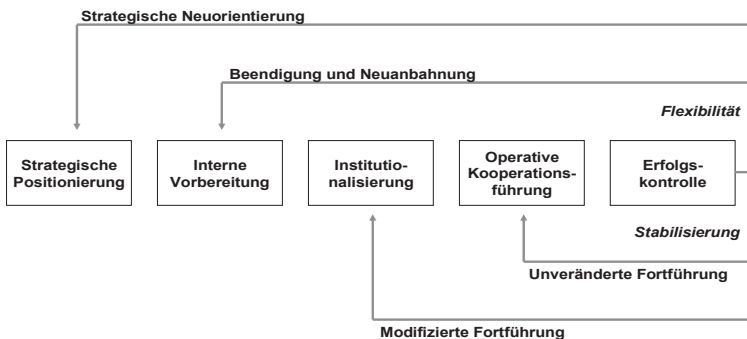 Strategische Neuorientierung
Beendigung und Neuanbahnung
Flexibilität
Strategische
Positionierung
Interne
Vorbereitung
Institutio-
nalisierung
Operative
Kooperations-
führung
Erfolgs-
kontrolle
Stabilisierung
Unveränderte Fortführung
Modifizierte Fortführung